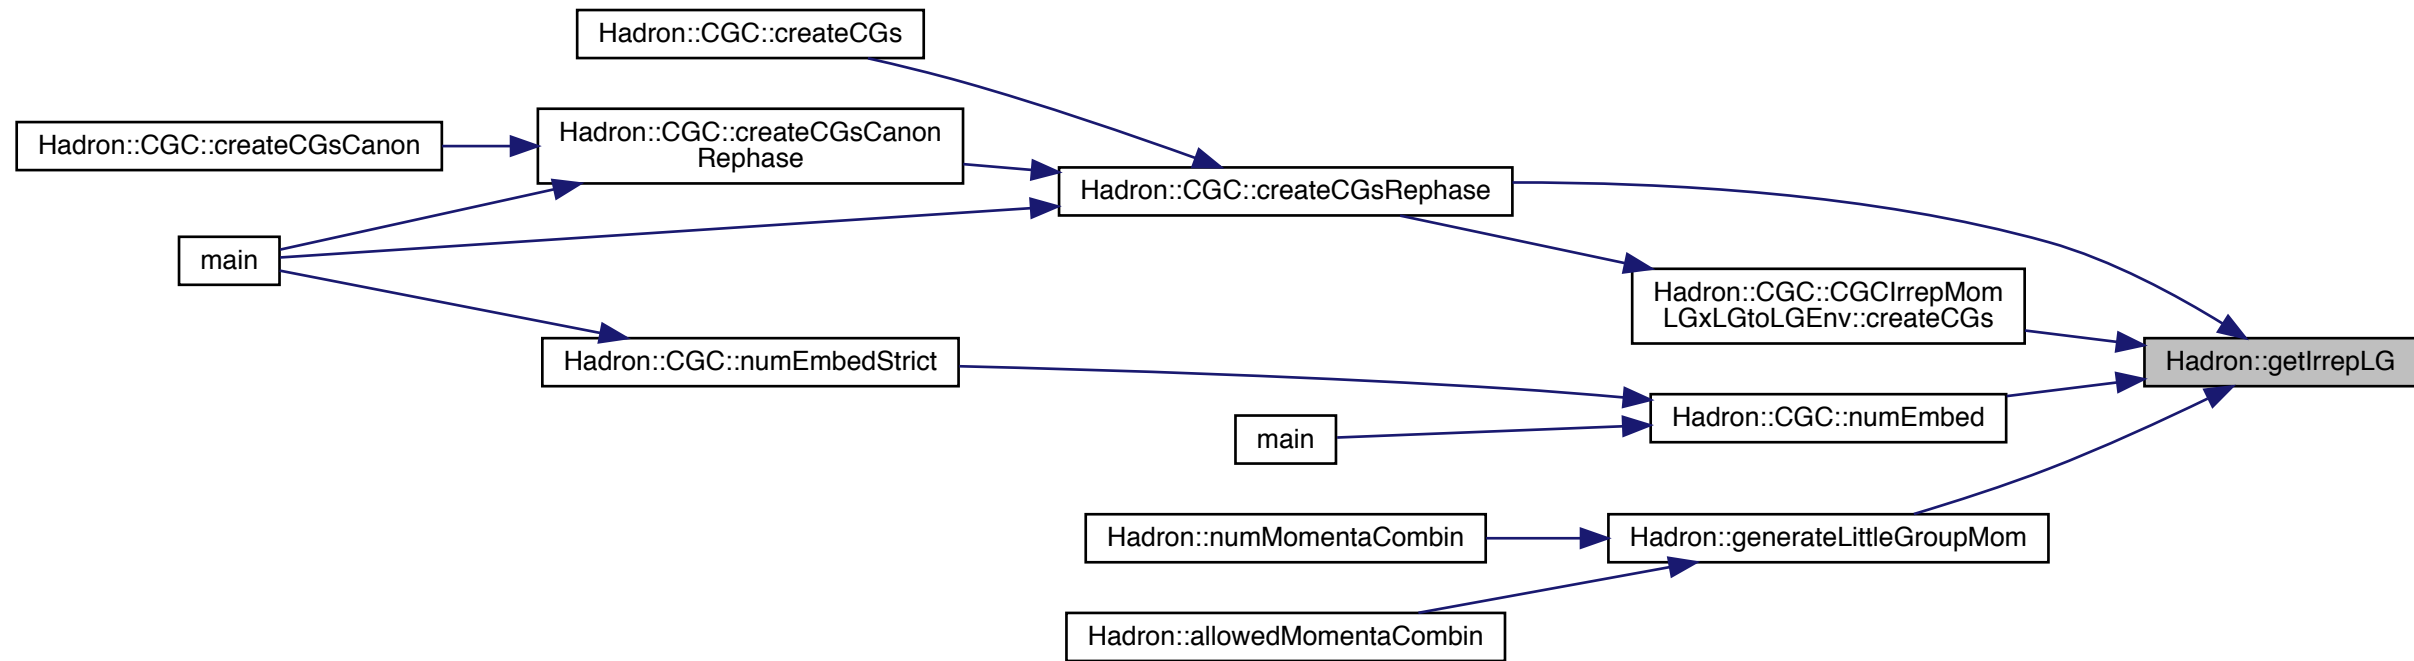 Hadron::CGC::createCGs
Hadron::CGC::createCGsCanon
Rephase
Hadron::CGC::createCGsCanon
Hadron::CGC::createCGsRephase
main
Hadron::CGC::CGCIrrepMom
LGxLGtoLGEnv::createCGs
Hadron::CGC::numEmbedStrict
Hadron::getIrrepLG
Hadron::CGC::numEmbed
main
Hadron::numMomentaCombin
Hadron::generateLittleGroupMom
Hadron::allowedMomentaCombin